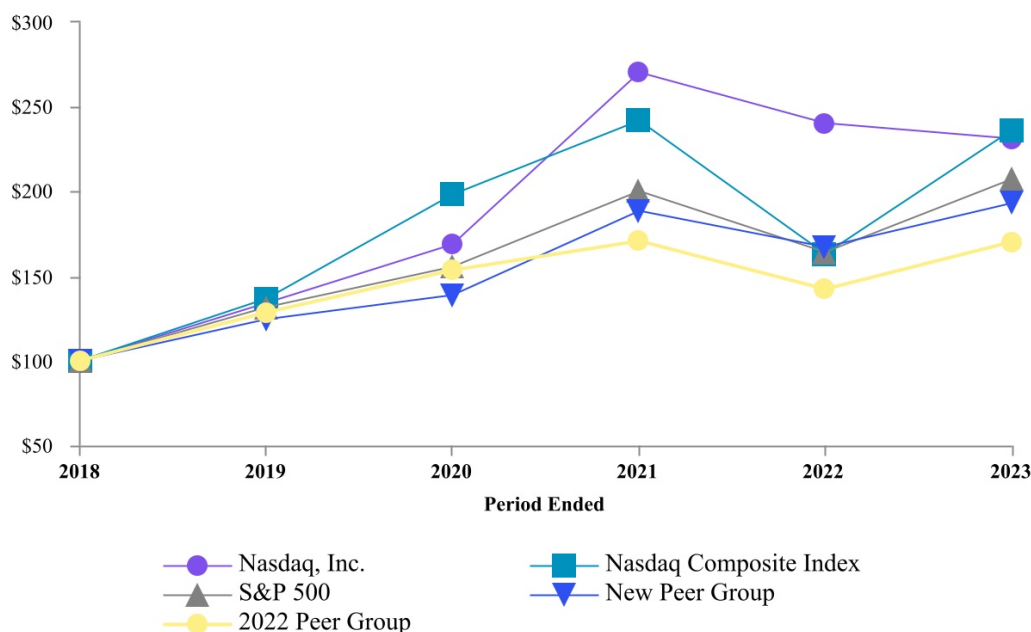 $300
$250
$200
$150
$100
$50
2018 2019 2020 2021 2022 2023
Period Ended
Nasdaq, Inc. Nasdaq Composite Index
S&P 500 New Peer Group
2022 Peer Group